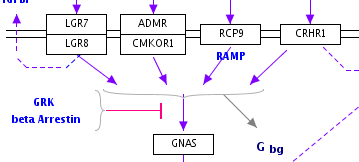 LGR7
ADMR
LGR8
CMKOR1
RCP9
CRHR1
RAMP
GRK
beta Arrestin
GNAS
G bg